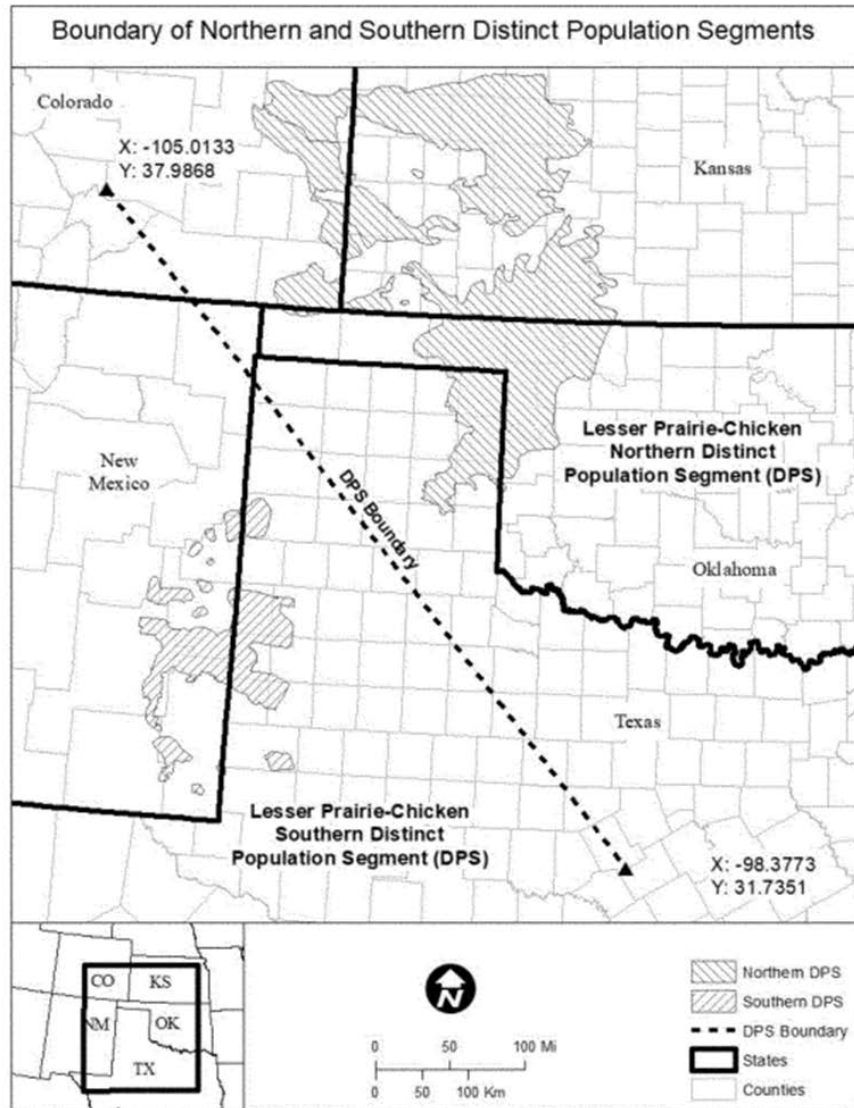 Boundary of Northern and Southern Distinct Population Segments
Colorado
X: -105.0133
Y: 37.9868
Kansas
New
Mexico
DPS Boundary
Lesser Prairie-Chicken
Northern Distinct
Population Segment (DPS)
Oklahoma
Texas
Lesser Prairie-Chicken
Southern Distinct
Population Segment (DPS)
X: -98.3773
Y: 31.7351
CO
KS
NM
OK
TX
N
0 50 100 Mi
0 50 100 Km
Northern DPS
Southern DPS
DPS Boundary
States
Counties